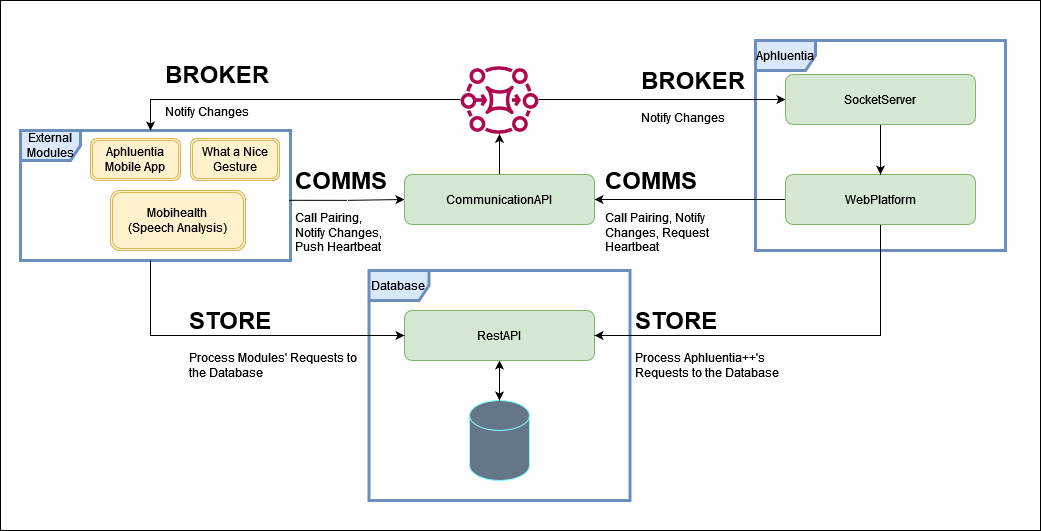 BROKER
Notify Changes
BROKER
Notify Changes
Aphluentia
SocketServer
External
Modules
Aphluentia
Mobile App
What a Nice
Gesture
Mobihealth
(Speech Analysis)
COMMS
Call Pairing,
Notify Changes,
Push Heartbeat
CommunicationAPI
COMMS
Call Pairing, Notify
Changes, Request
Heartbeat
WebPlatform
Database
STORE
Process Modules' Requests to
the Database
RestAPI
STORE
Process Aphluentia++'s
Requests to the Database